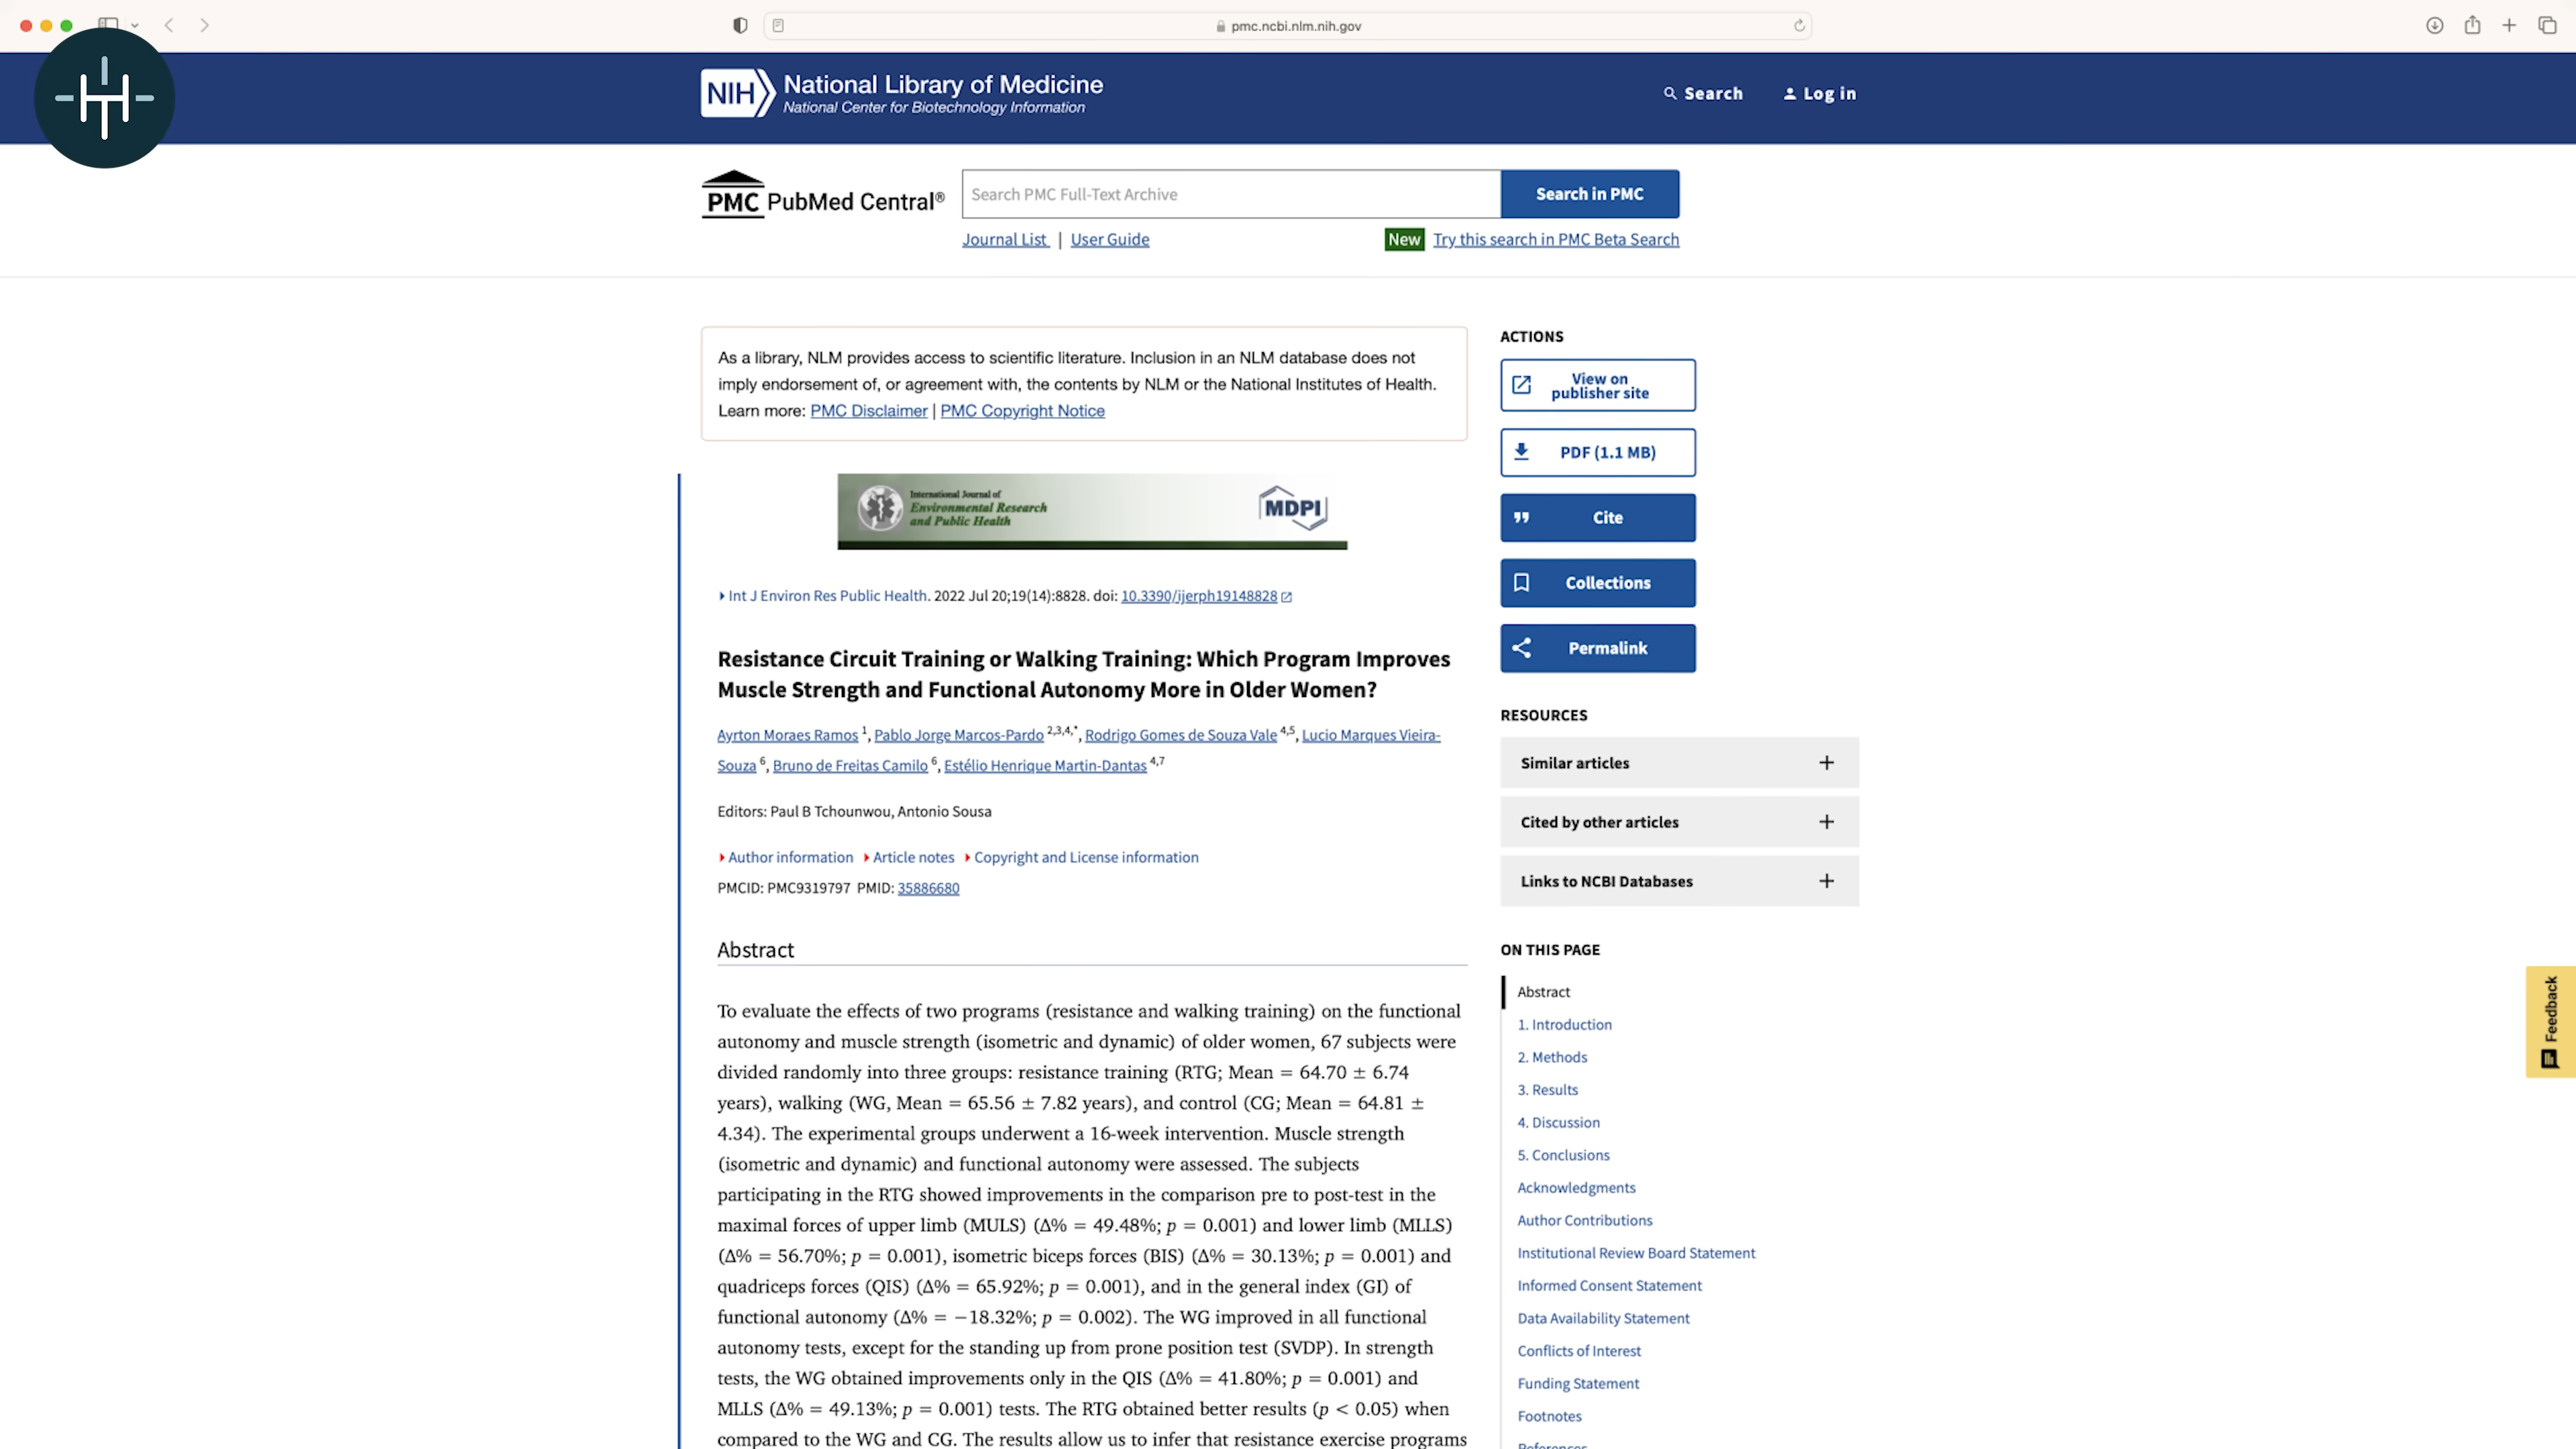 pmc.ncbi.nlm.nih.gov
NIH National Library of Medicine
National Center for Biotechnology Information
Search
Log in
PMC PubMed Central®
Search PMC Full-Text Archive
Search in PMC
Journal List | User Guide
New Try this search in PMC Beta Search
As a library, NLM provides access to scientific literature. Inclusion in an NLM database does not
imply endorsement of, or agreement with, the contents by NLM or the National Institutes of Health.
Learn more: PMC Disclaimer | PMC Copyright Notice
International Journal of
Environmental Research
and Public Health
MDPI
Int J Environ Res Public Health. 2022 Jul 20;19(14):8828. doi: 10.3390/ijerph19148828
Resistance Circuit Training or Walking Training: Which Program Improves
Muscle Strength and Functional Autonomy More in Older Women?
Ayrton Moraes Ramos 1, Pablo Jorge Marcos-Pardo 2,3,4,*, Rodrigo Gomes de Souza Vale 4,5, Lucio Marques Vieira-
Souza 6, Bruno de Freitas Camilo 6, Estélio Henrique Martin-Dantas 4,7
Editors: Paul B Tchounwou, Antonio Sousa
Author information Article notes Copyright and License information
PMCID: PMC9319797 PMID: 35886680
Abstract
To evaluate the effects of two programs (resistance and walking training) on the functional
autonomy and muscle strength (isometric and dynamic) of older women, 67 subjects were
divided randomly into three groups: resistance training (RTG; Mean = 64.70 ± 6.74
years), walking (WG, Mean = 65.56 ± 7.82 years), and control (CG; Mean = 64.81 ±
4.34). The experimental groups underwent a 16-week intervention. Muscle strength
(isometric and dynamic) and functional autonomy were assessed. The subjects
participating in the RTG showed improvements in the comparison pre to post-test in the
maximal forces of upper limb (MULS) (Δ% = 49.48%; p = 0.001) and lower limb (MLLS)
(Δ% = 56.70%; p = 0.001), isometric biceps forces (BIS) (Δ% = 30.13%; p = 0.001) and
quadriceps forces (QIS) (Δ% = 65.92%; p = 0.001), and in the general index (GI) of
functional autonomy (Δ% = −18.32%; p = 0.002). The WG improved in all functional
autonomy tests, except for the standing up from prone position test (SVDP). In strength
tests, the WG obtained improvements only in the QIS (Δ% = 41.80%; p = 0.001) and
MLLS (Δ% = 49.13%; p = 0.001) tests. The RTG obtained better results (p < 0.05) when
compared to the WG and CG. The results allow us to infer that resistance exercise programs
ACTIONS
View on
publisher site
PDF (1.1 MB)
Cite
Collections
Permalink
RESOURCES
Similar articles
Cited by other articles
Links to NCBI Databases
ON THIS PAGE
Abstract
1. Introduction
2. Methods
3. Results
4. Discussion
5. Conclusions
Acknowledgments
Author Contributions
Institutional Review Board Statement
Informed Consent Statement
Data Availability Statement
Conflicts of Interest
Funding Statement
Footnotes
References
Feedback